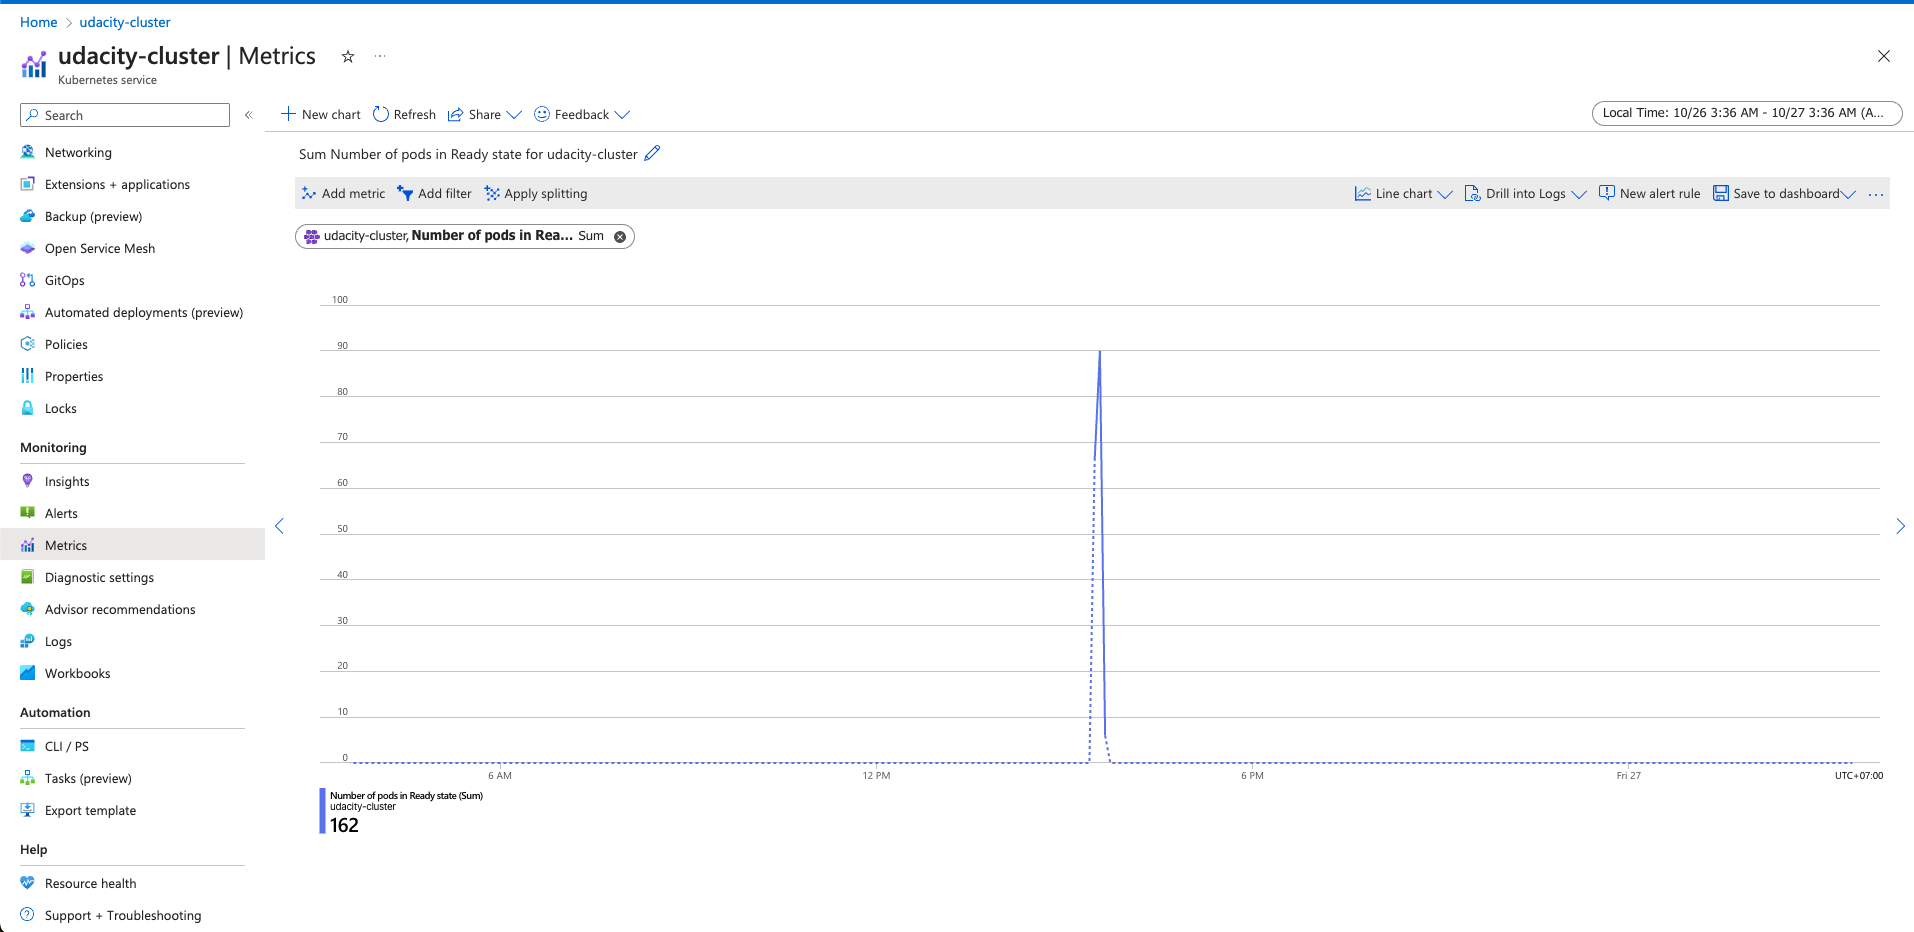 Home > udacity-cluster
udacity-cluster | Metrics
Kubernetes service
Search
«
New chart Refresh Share Feedback
Local Time: 10/26 3:36 AM - 10/27 3:36 AM (A...
Networking
Extensions + applications
Backup (preview)
Open Service Mesh
GitOps
Automated deployments (preview)
Policies
Properties
Locks
Monitoring
Insights
Alerts
Metrics
Diagnostic settings
Advisor recommendations
Logs
Workbooks
Automation
CLI / PS
Tasks (preview)
Export template
Help
Resource health
Support + Troubleshooting
Sum Number of pods in Ready state for udacity-cluster
Add metric Add filter Apply splitting
Line chart Drill into Logs New alert rule Save to dashboard ...
udacity-cluster, Number of pods in Rea... Sum
100
90
80
70
60
50
40
30
20
10
0
6 AM 12 PM 6 PM Fri 27 UTC+07:00
Number of pods in Ready state (Sum)
udacity-cluster
162